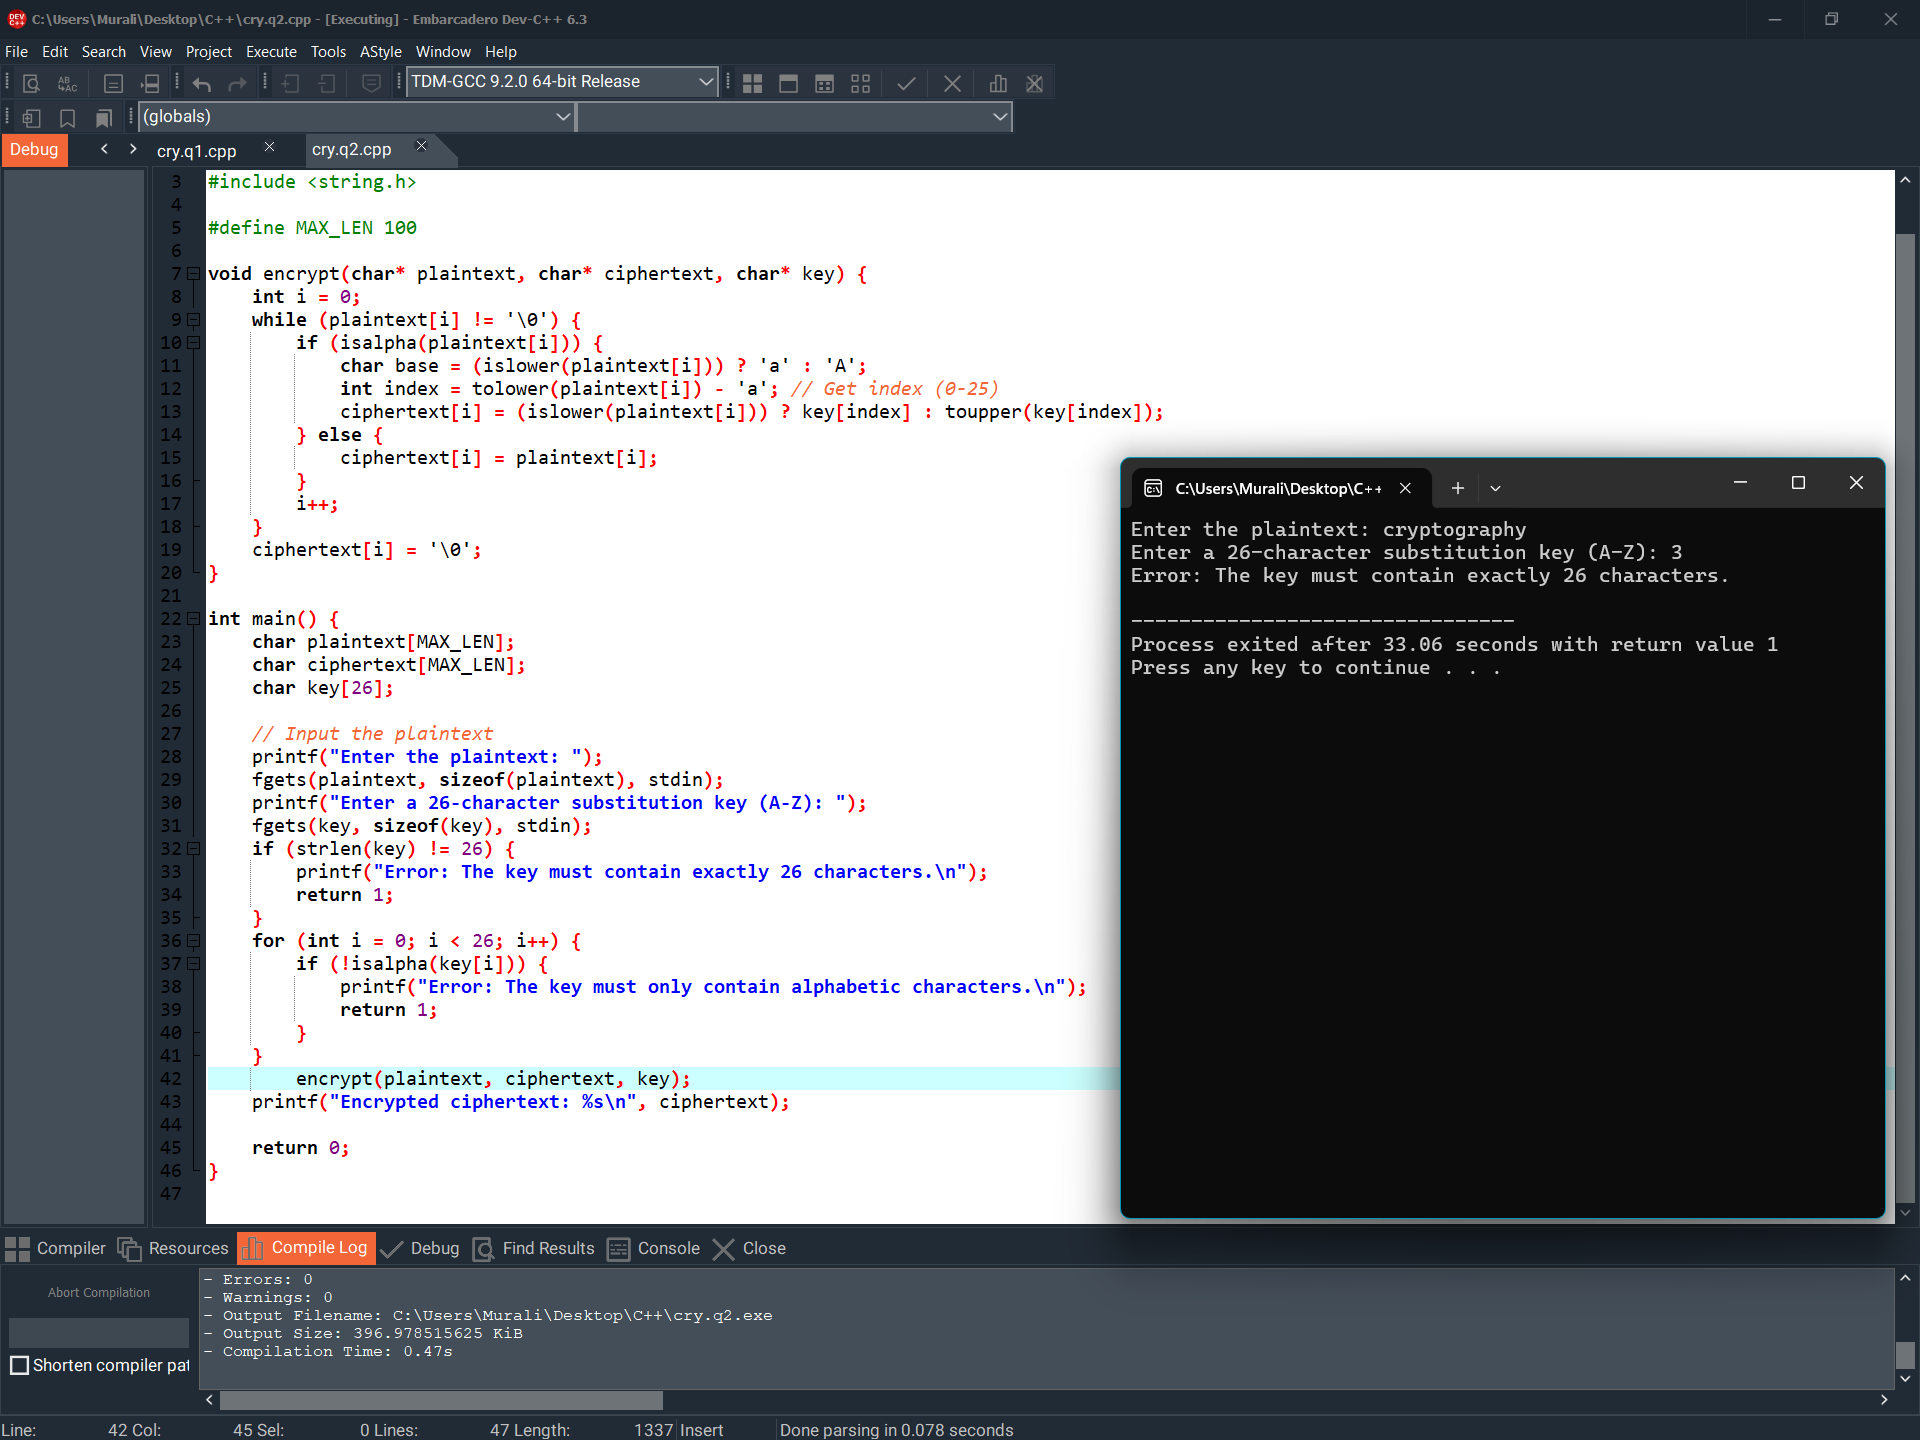 C:\Users\Murali\Desktop\C++\cry.q2.cpp - [Executing] - Embarcadero Dev-C++ 6.3
File Edit Search View Project Execute Tools AStyle Window Help
TDM-GCC 9.2.0 64-bit Release
(globals)
Debug cry.q1.cpp cry.q2.cpp
3 #include <string.h>
4
5 #define MAX_LEN 100
6
7 void encrypt(char* plaintext, char* ciphertext, char* key) {
8 int i = 0;
9 while (plaintext[i] != '\0') {
10 if (isalpha(plaintext[i])) {
11 char base = (islower(plaintext[i])) ? 'a' : 'A';
12 int index = tolower(plaintext[i]) - 'a'; // Get index (0-25)
13 ciphertext[i] = (islower(plaintext[i])) ? key[index] : toupper(key[index]);
14 } else {
15 ciphertext[i] = plaintext[i];
16 }
17 i++;
18 }
19 ciphertext[i] = '\0';
20 }
21
22 int main() {
23 char plaintext[MAX_LEN];
24 char ciphertext[MAX_LEN];
25 char key[26];
26
27 // Input the plaintext
28 printf("Enter the plaintext: ");
29 fgets(plaintext, sizeof(plaintext), stdin);
30 printf("Enter a 26-character substitution key (A-Z): ");
31 fgets(key, sizeof(key), stdin);
32 if (strlen(key) != 26) {
33 printf("Error: The key must contain exactly 26 characters.\n");
34 return 1;
35 }
36 for (int i = 0; i < 26; i++) {
37 if (!isalpha(key[i])) {
38 printf("Error: The key must only contain alphabetic characters.\n");
39 return 1;
40 }
41 }
42 encrypt(plaintext, ciphertext, key);
43 printf("Encrypted ciphertext: %s\n", ciphertext);
44
45 return 0;
46 }
47
C:\Users\Murali\Desktop\C++
Enter the plaintext: cryptography
Enter a 26-character substitution key (A-Z): 3
Error: The key must contain exactly 26 characters.
--------------------------------
Process exited after 33.06 seconds with return value 1
Press any key to continue . . .
Compiler Resources Compile Log Debug Find Results Console Close
Abort Compilation
Shorten compiler pat
- Errors: 0
- Warnings: 0
- Output Filename: C:\Users\Murali\Desktop\C++\cry.q2.exe
- Output Size: 396.978515625 KiB
- Compilation Time: 0.47s
Line: 42 Col: 45 Sel: 0 Lines: 47 Length: 1337 Insert Done parsing in 0.078 seconds